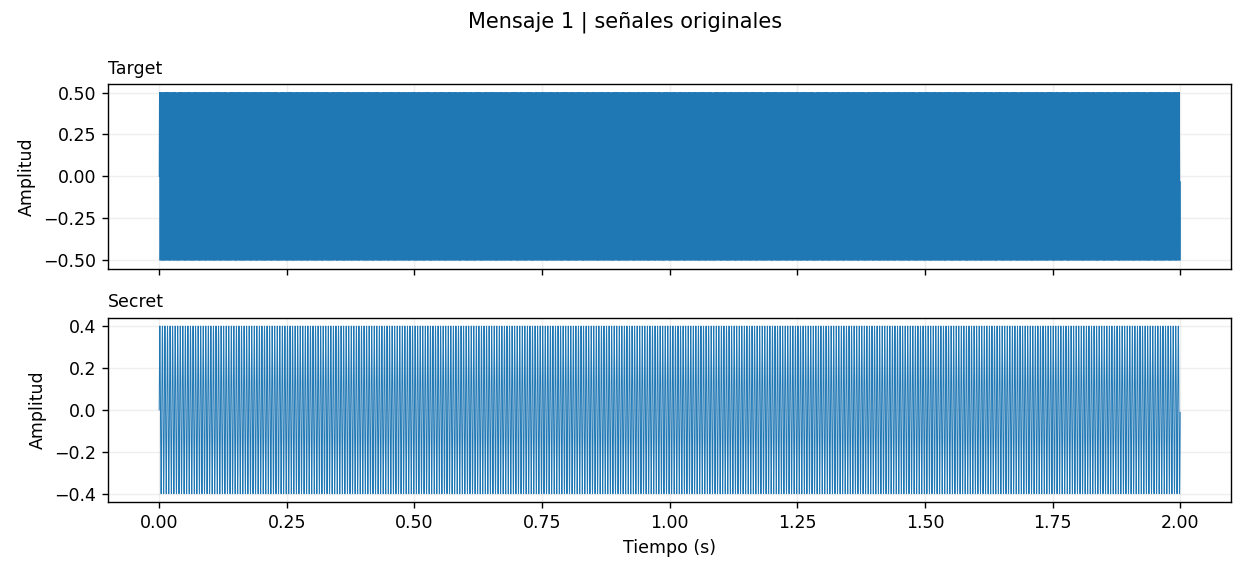 Mensaje 1 | señales originales
Target
Amplitud
0.50
0.25
0.00
−0.25
−0.50
Secret
Amplitud
0.4
0.2
0.0
−0.2
−0.4
0.00 0.25 0.50 0.75 1.00 1.25 1.50 1.75 2.00
Tiempo (s)